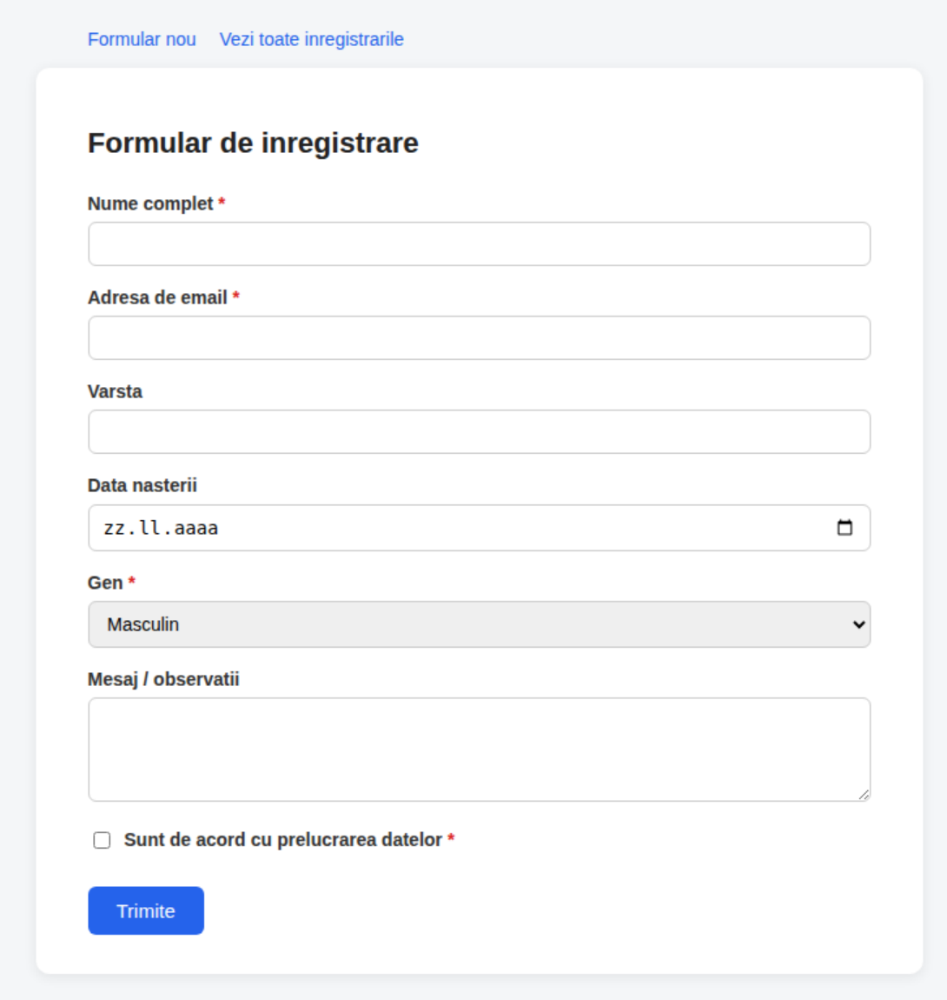 Formular nou Vezi toate inregistrarile
Formular de inregistrare
Nume complet *
Adresa de email *
Varsta
Data nasterii
zz.ll.aaaa
Gen *
Masculin
Mesaj / observatii
Sunt de acord cu prelucrarea datelor *
Trimite